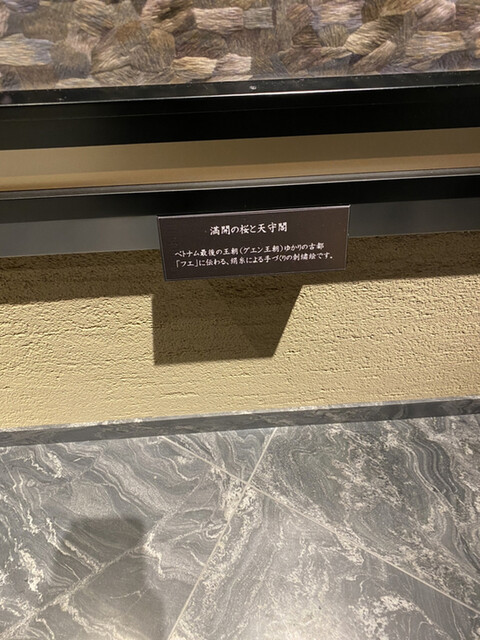 満開の桜と天守閣
ベトナム最後の王朝(グエン王朝)ゆかりの古都
「フエ」に伝わる、絹糸による手づくりの刺繍絵です。